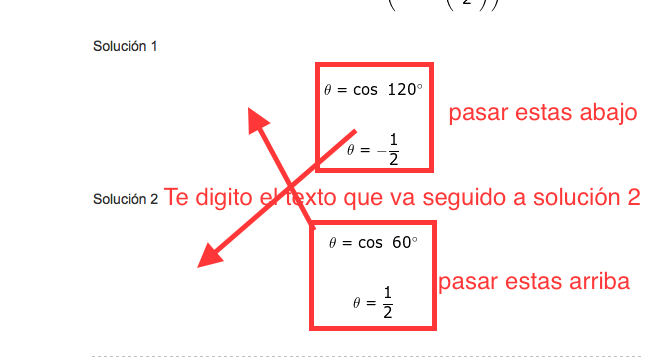 ( ( 2 ) )
Solución 1
θ = cos 120°
pasar estas abajo
θ = −1/2
Solución 2 Te digito el texto que va seguido a solución 2
θ = cos 60°
pasar estas arriba
θ = 1/2